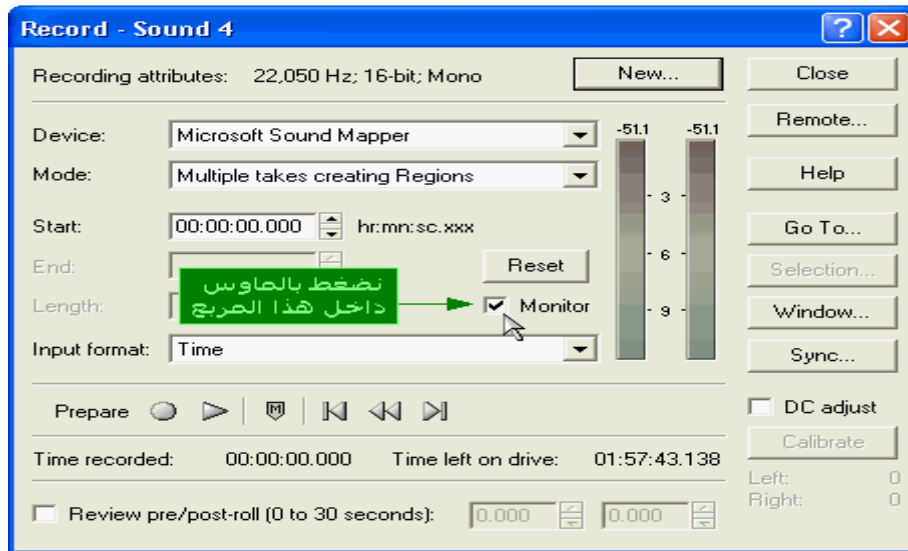 Record - Sound 4
Recording attributes: 22,050 Hz; 16-bit; Mono
New...
Close
Device: Microsoft Sound Mapper
-51.1 -51.1
Remote...
Mode: Multiple takes creating Regions
Help
3
Start: 00:00:00.000 hr:mn:sc.xxx
Go To...
End:
Reset
6
Selection...
نضغط بالماوس
داخل هذا المربع
Length:
Monitor
9
Window...
Input format: Time
Sync...
Prepare
M
DC adjust
Calibrate
Time recorded: 00:00:00.000 Time left on drive: 01:57:43.138
Left: 0
Right: 0
Review pre/post-roll (0 to 30 seconds): 0.000 0.000